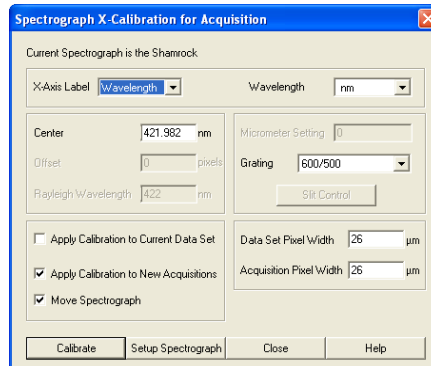 Spectrograph X-Calibration for Acquisition
Current Spectrograph is the Shamrock
X-Axis Label Wavelength Wavelength nm
Center 421.982 nm
Micrometer Setting 0
Offset 0 pixels
Grating 600/500
Rayleigh Wavelength 422 nm
Slit Control
Apply Calibration to Current Data Set
Data Set Pixel Width 26 µm
Apply Calibration to New Acquisitions
Acquisition Pixel Width 26 µm
Move Spectrograph
Calibrate Setup Spectrograph Close Help